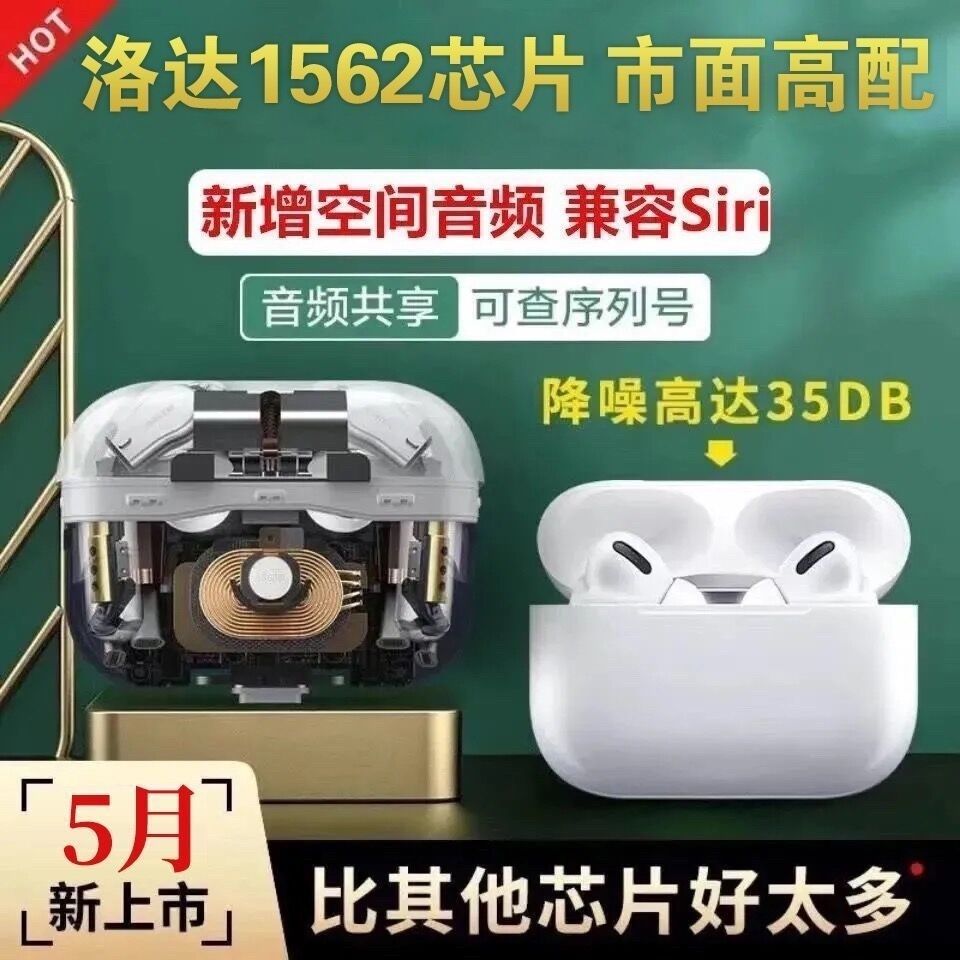 HOT
洛达1562芯片 市面高配
新增空间音频 兼容Siri
音频共享 可查序列号
降噪高达35DB
5月
新上市
比其他芯片好太多